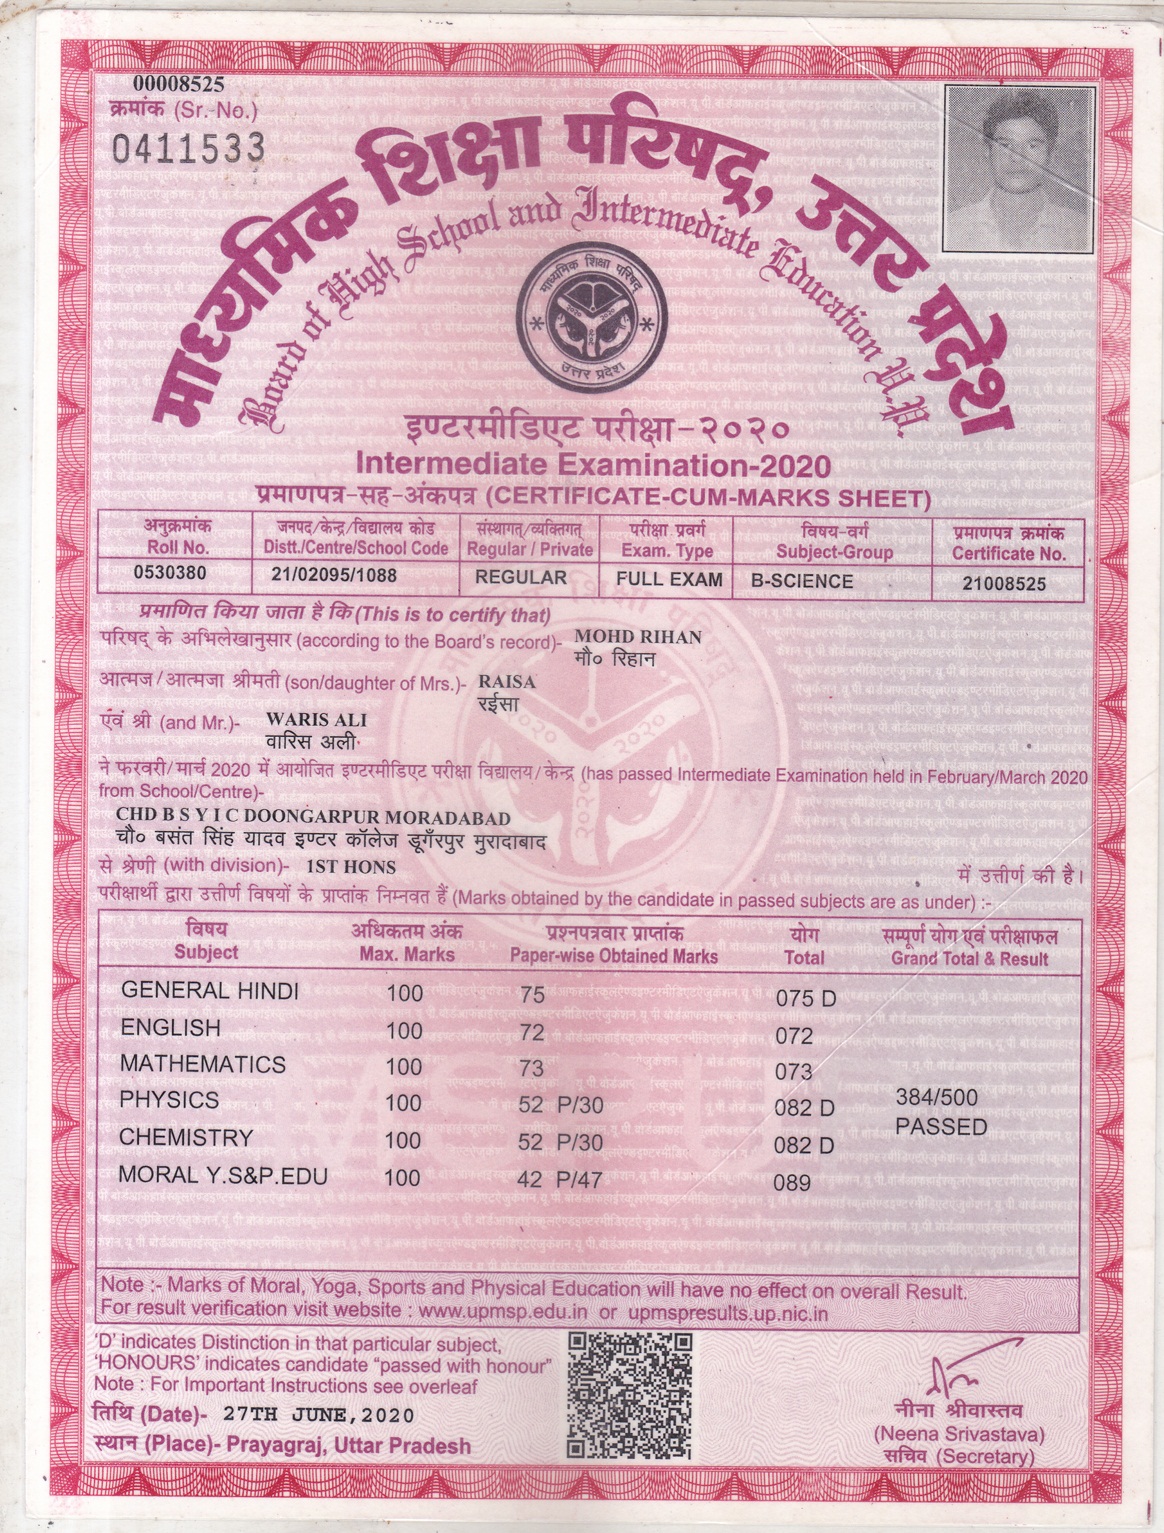 00008525
क्रमांक (Sr. No.)
0411533
माध्यमिक शिक्षा परिषद्, उत्तर प्रदेश
Board of High School and Intermediate Education U.P.
माध्यमिक शिक्षा परिषद्
उत्तर प्रदेश
इण्टरमीडिएट परीक्षा-२०२०
Intermediate Examination-2020
प्रमाणपत्र-सह-अंकपत्र (CERTIFICATE-CUM-MARKS SHEET)
अनुक्रमांक जनपद/केन्द्र/विद्यालय कोड संस्थागत/व्यक्तिगत परीक्षा प्रवर्ग विषय-वर्ग प्रमाणपत्र क्रमांक
Roll No. Distt./Centre/School Code Regular / Private Exam. Type Subject-Group Certificate No.
0530380 21/02095/1088 REGULAR FULL EXAM B-SCIENCE 21008525
प्रमाणित किया जाता है कि (This is to certify that)
परिषद् के अभिलेखानुसार (according to the Board's record)- MOHD RIHAN
मौ० रिहान
आत्मज/आत्मजा श्रीमती (son/daughter of Mrs.)- RAISA
रईसा
एवं श्री (and Mr.)- WARIS ALI
वारिस अली
ने फरवरी/मार्च 2020 में आयोजित इण्टरमीडिएट परीक्षा विद्यालय/केन्द्र (has passed Intermediate Examination held in February/March 2020
from School/Centre)-
CHD B S Y I C DOONGARPUR MORADABAD
चौ० बसंत सिंह यादव इण्टर कॉलेज डूगँरपुर मुरादाबाद
से श्रेणी (with division)- 1ST HONS में उत्तीर्ण की है।
परीक्षार्थी द्वारा उत्तीर्ण विषयों के प्राप्तांक निम्नवत हैं (Marks obtained by the candidate in passed subjects are as under) :-
विषय अधिकतम अंक प्रश्नपत्रवार प्राप्तांक योग सम्पूर्ण योग एवं परीक्षाफल
Subject Max. Marks Paper-wise Obtained Marks Total Grand Total & Result
GENERAL HINDI 100 75 075 D
ENGLISH 100 72 072
MATHEMATICS 100 73 073
PHYSICS 100 52 P/30 082 D 384/500
CHEMISTRY 100 52 P/30 082 D PASSED
MORAL Y.S&P.EDU 100 42 P/47 089
Note :- Marks of Moral, Yoga, Sports and Physical Education will have no effect on overall Result.
For result verification visit website : www.upmsp.edu.in or upmspresults.up.nic.in
'D' indicates Distinction in that particular subject,
'HONOURS' indicates candidate "passed with honour"
Note : For Important Instructions see overleaf
तिथि (Date)- 27TH JUNE,2020
स्थान (Place)- Prayagraj, Uttar Pradesh
नीना श्रीवास्तव
(Neena Srivastava)
सचिव (Secretary)